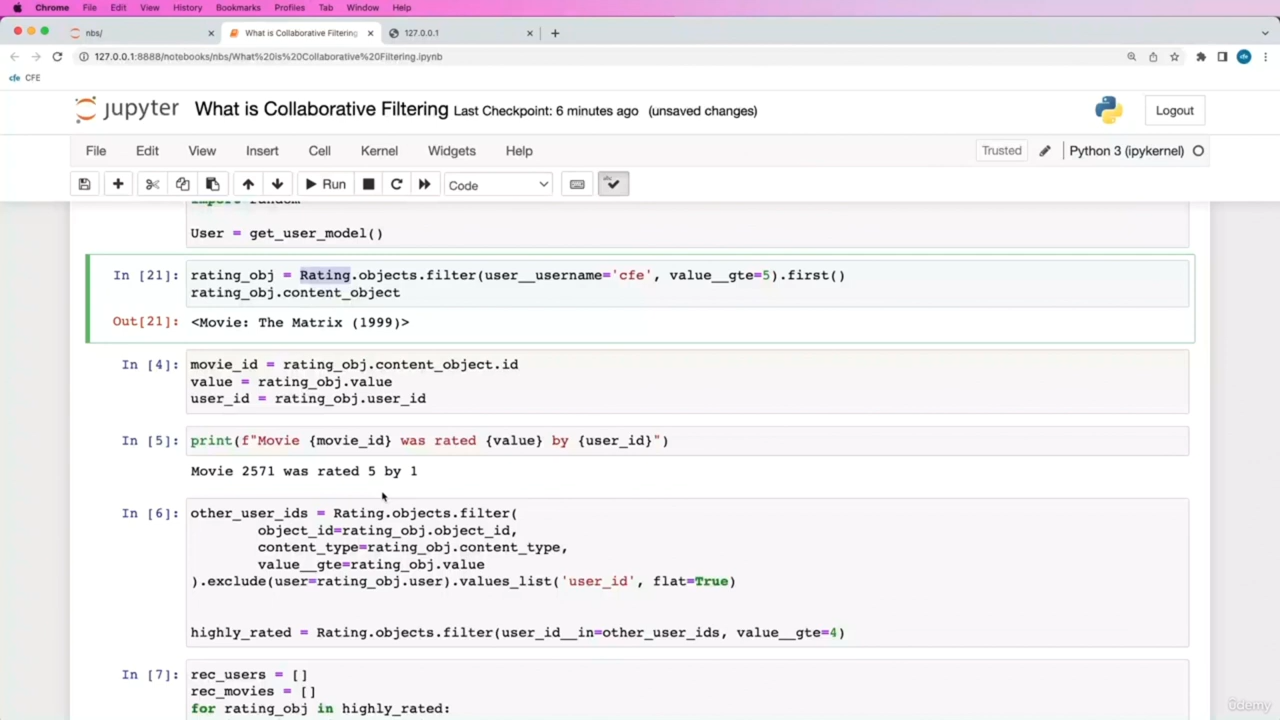 Chrome File Edit View History Bookmarks Profiles Tab Window Help
nbs/ What is Collaborative Filtering 127.0.0.1
127.0.0.1:8888/notebooks/nbs/What%20is%20Collaborative%20Filtering.ipynb
cfe CFE
jupyter What is Collaborative Filtering Last Checkpoint: 6 minutes ago (unsaved changes) Logout
File Edit View Insert Cell Kernel Widgets Help Trusted Python 3 (ipykernel)
Run Code
import random
User = get_user_model()
In [21]: rating_obj = Rating.objects.filter(user__username='cfe', value__gte=5).first()
rating_obj.content_object
Out[21]: <Movie: The Matrix (1999)>
In [4]: movie_id = rating_obj.content_object.id
value = rating_obj.value
user_id = rating_obj.user_id
In [5]: print(f"Movie {movie_id} was rated {value} by {user_id}")
Movie 2571 was rated 5 by 1
In [6]: other_user_ids = Rating.objects.filter(
object_id=rating_obj.object_id,
content_type=rating_obj.content_type,
value__gte=rating_obj.value
).exclude(user=rating_obj.user).values_list('user_id', flat=True)
highly_rated = Rating.objects.filter(user_id__in=other_user_ids, value__gte=4)
In [7]: rec_users = []
rec_movies = []
for rating_obj in highly_rated:
ûdemy